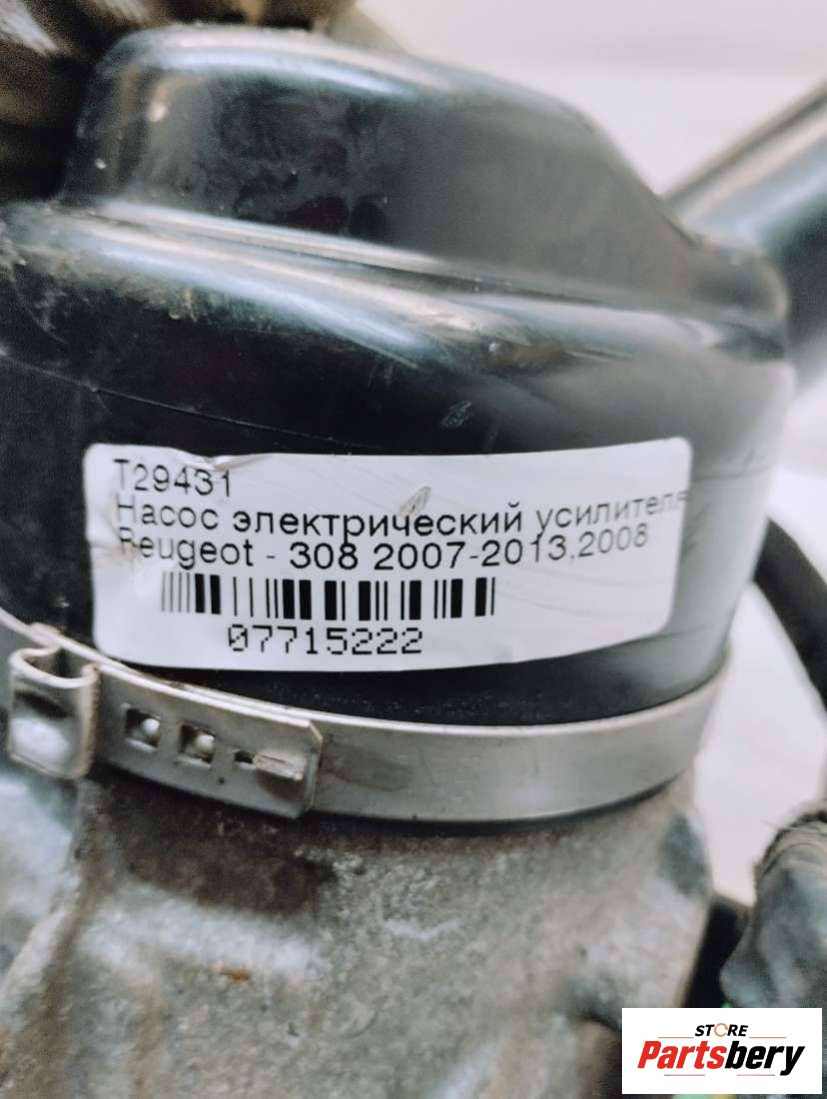 T29431
Насос электрический усилителя
Peugeot - 308 2007-2013,2008
07715222
STORE
Partsbery